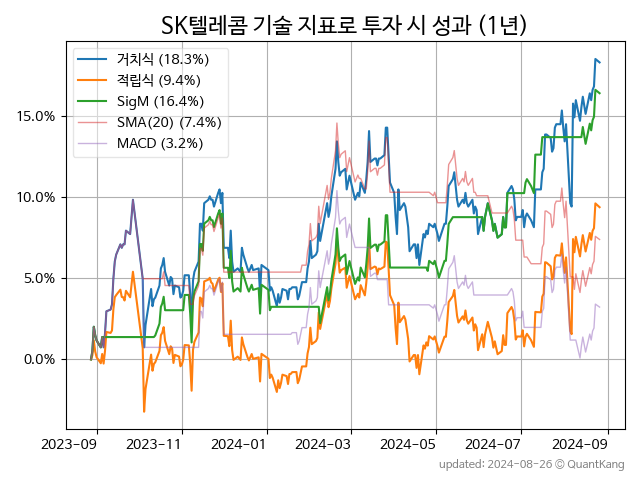 SK텔레콤 기술 지표로 투자 시 성과 (1년)
거치식 (18.3%)
적립식 (9.4%)
SigM (16.4%)
SMA(20) (7.4%)
MACD (3.2%)
15.0%
10.0%
5.0%
0.0%
2023-09 2023-11 2024-01 2024-03 2024-05 2024-07 2024-09
updated: 2024-08-26 © QuantKang